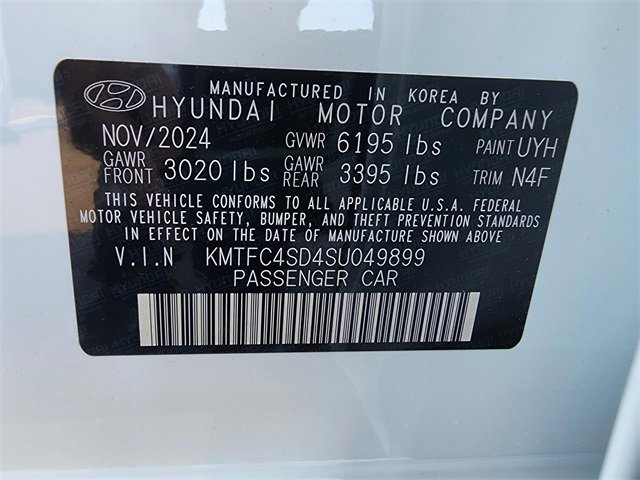 MANUFACTURED IN KOREA BY
HYUNDAI MOTOR COMPANY
NOV/2024 GVWR 6195 lbs PAINT UYH
GAWR FRONT 3020 lbs GAWR REAR 3395 lbs TRIM N4F
THIS VEHICLE CONFORMS TO ALL APPLICABLE U.S.A. FEDERAL
MOTOR VEHICLE SAFETY, BUMPER, AND THEFT PREVENTION STANDARDS
IN EFFECT ON THE DATE OF MANUFACTURE SHOWN ABOVE
V.I.N KMTFC4SD4SU049899
PASSENGER CAR